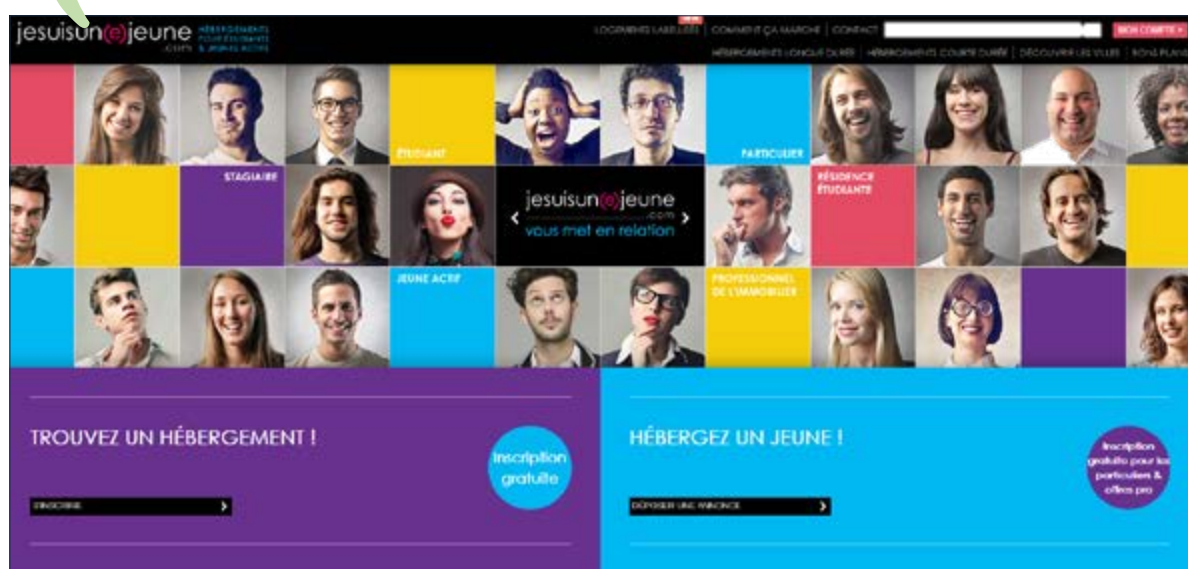 jesuisun(e)jeune
.com
HÉBERGEMENTS
POUR ÉTUDIANTS
& JEUNES ACTIFS
LOGEMENTS LABELLISÉS | COMMENT ÇA MARCHE | CONTACT
MON COMPTE
HÉBERGEMENTS LONGUE DURÉE | HÉBERGEMENTS COURTE DURÉE | DÉCOUVRIR LES VILLES | BONS PLANS
ÉTUDIANT
PARTICULIER
STAGIAIRE
jesuisun(e)jeune
.com
vous met en relation
RÉSIDENCE
ÉTUDIANTE
JEUNE ACTIF
PROFESSIONNEL
DE L'IMMOBILIER
TROUVEZ UN HÉBERGEMENT !
Inscription
gratuite
S'INSCRIRE
HÉBERGEZ UN JEUNE !
Inscription
gratuite pour les
particuliers &
offres pro
DÉPOSER UNE ANNONCE